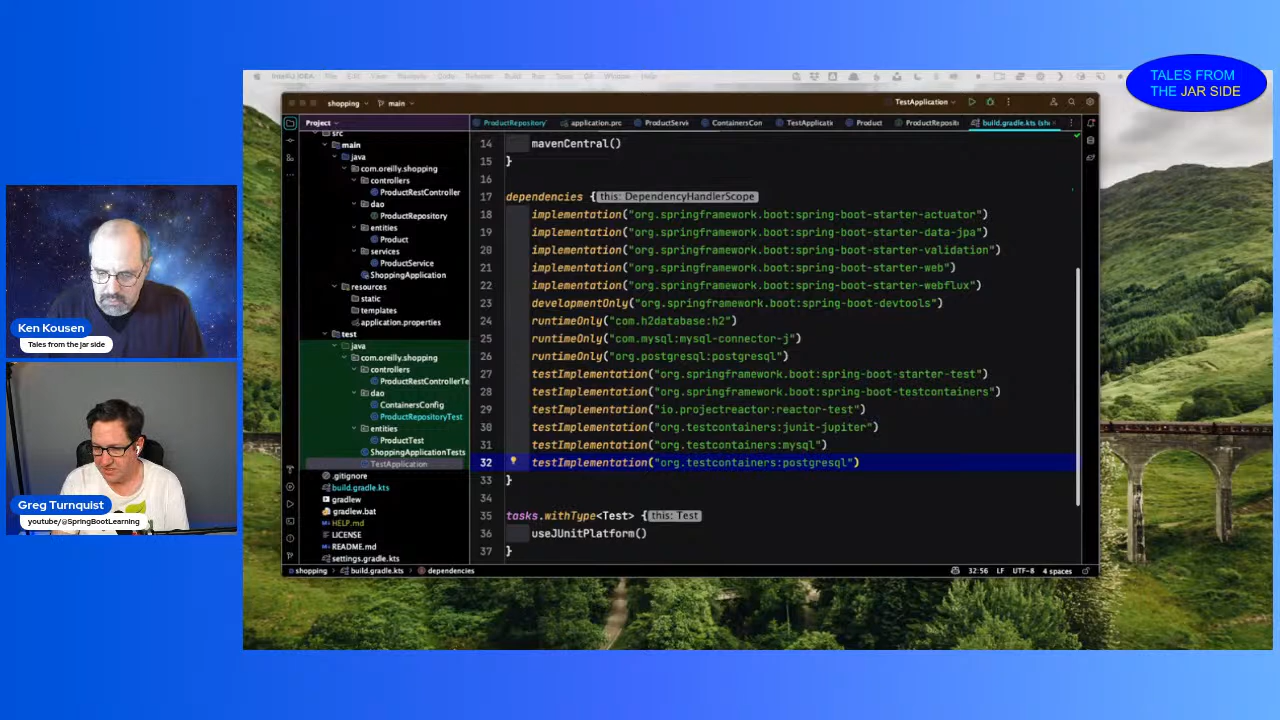 TALES FROM
THE JAR SIDE
shopping
main
TestApplication
Project
ProductRepository
application.prc
ProductServi
ContainersCon
TestApplicatic
Product
ProductReposito
build.gradle.kts (sho
src
main
java
com.oreilly.shopping
controllers
ProductRestController
dao
ProductRepository
entities
Product
services
ProductService
ShoppingApplication
resources
static
templates
application.properties
test
java
com.oreilly.shopping
controllers
ProductRestControllerTe
dao
ContainersConfig
ProductRepositoryTest
entities
ProductTest
ShoppingApplicationTests
TestApplication
.gitignore
build.gradle.kts
gradlew
gradlew.bat
HELP.md
LICENSE
README.md
settings.gradle.kts
14 mavenCentral()
15 }
16
17 dependencies { this: DependencyHandlerScope
18 implementation("org.springframework.boot:spring-boot-starter-actuator")
19 implementation("org.springframework.boot:spring-boot-starter-data-jpa")
20 implementation("org.springframework.boot:spring-boot-starter-validation")
21 implementation("org.springframework.boot:spring-boot-starter-web")
22 implementation("org.springframework.boot:spring-boot-starter-webflux")
23 developmentOnly("org.springframework.boot:spring-boot-devtools")
24 runtimeOnly("com.h2database:h2")
25 runtimeOnly("com.mysql:mysql-connector-j")
26 runtimeOnly("org.postgresql:postgresql")
27 testImplementation("org.springframework.boot:spring-boot-starter-test")
28 testImplementation("org.springframework.boot:spring-boot-testcontainers")
29 testImplementation("io.projectreactor:reactor-test")
30 testImplementation("org.testcontainers:junit-jupiter")
31 testImplementation("org.testcontainers:mysql")
32 testImplementation("org.testcontainers:postgresql")
33 }
34
35 tasks.withType<Test> { this: Test
36 useJUnitPlatform()
37 }
shopping > build.gradle.kts > dependencies
32:56 LF UTF-8 4 spaces
Ken Kousen
Tales from the jar side
Greg Turnquist
youtube/@SpringBootLearning